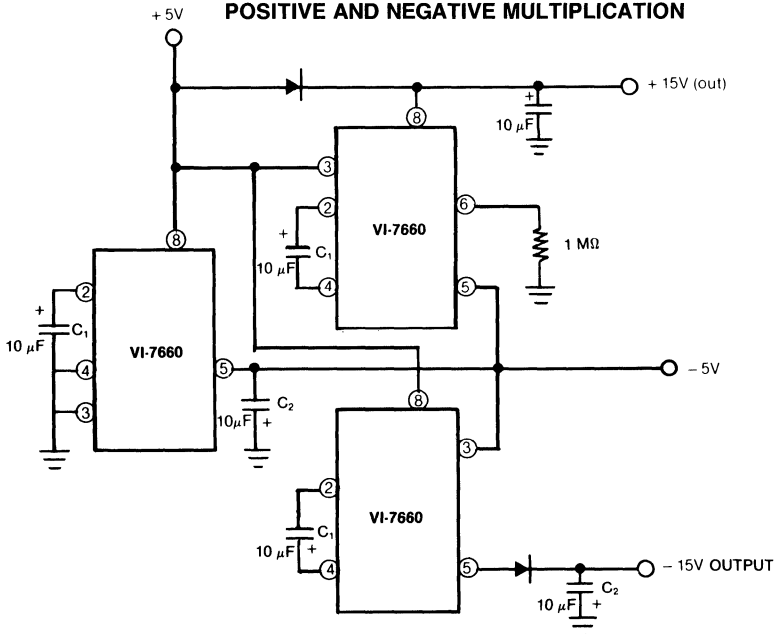 POSITIVE AND NEGATIVE MULTIPLICATION
+ 5V
+ 15V (out)
+
10 μF
8
3
2
6
VI-7660
+
C₁
10 μF
4
5
1 MΩ
8
2
+
C₁
10 μF
VI-7660
4
3
5
- 5V
C₂
10μF
+
8
3
2
VI-7660
C₁
10 μF
+
4
5
- 15V OUTPUT
C₂
10 μF
+